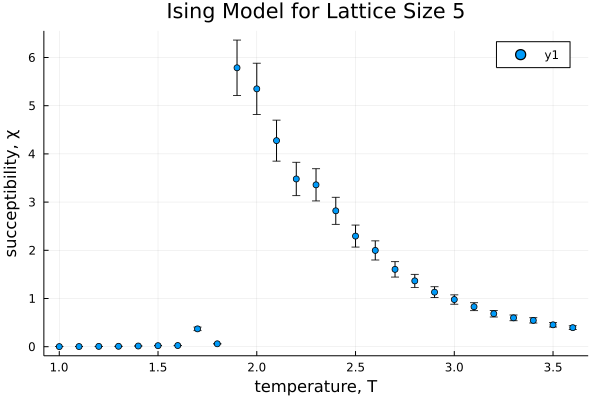 Ising Model for Lattice Size 5
y1
6
5
4
3
2
1
0
succeptibility, χ
1.0 1.5 2.0 2.5 3.0 3.5
temperature, T